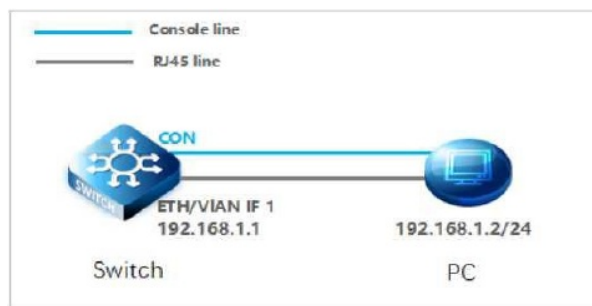 Console line
RJ45 line
CON
SWITCH
ETH/VIAN IF 1
192.168.1.1
192.168.1.2/24
Switch
PC